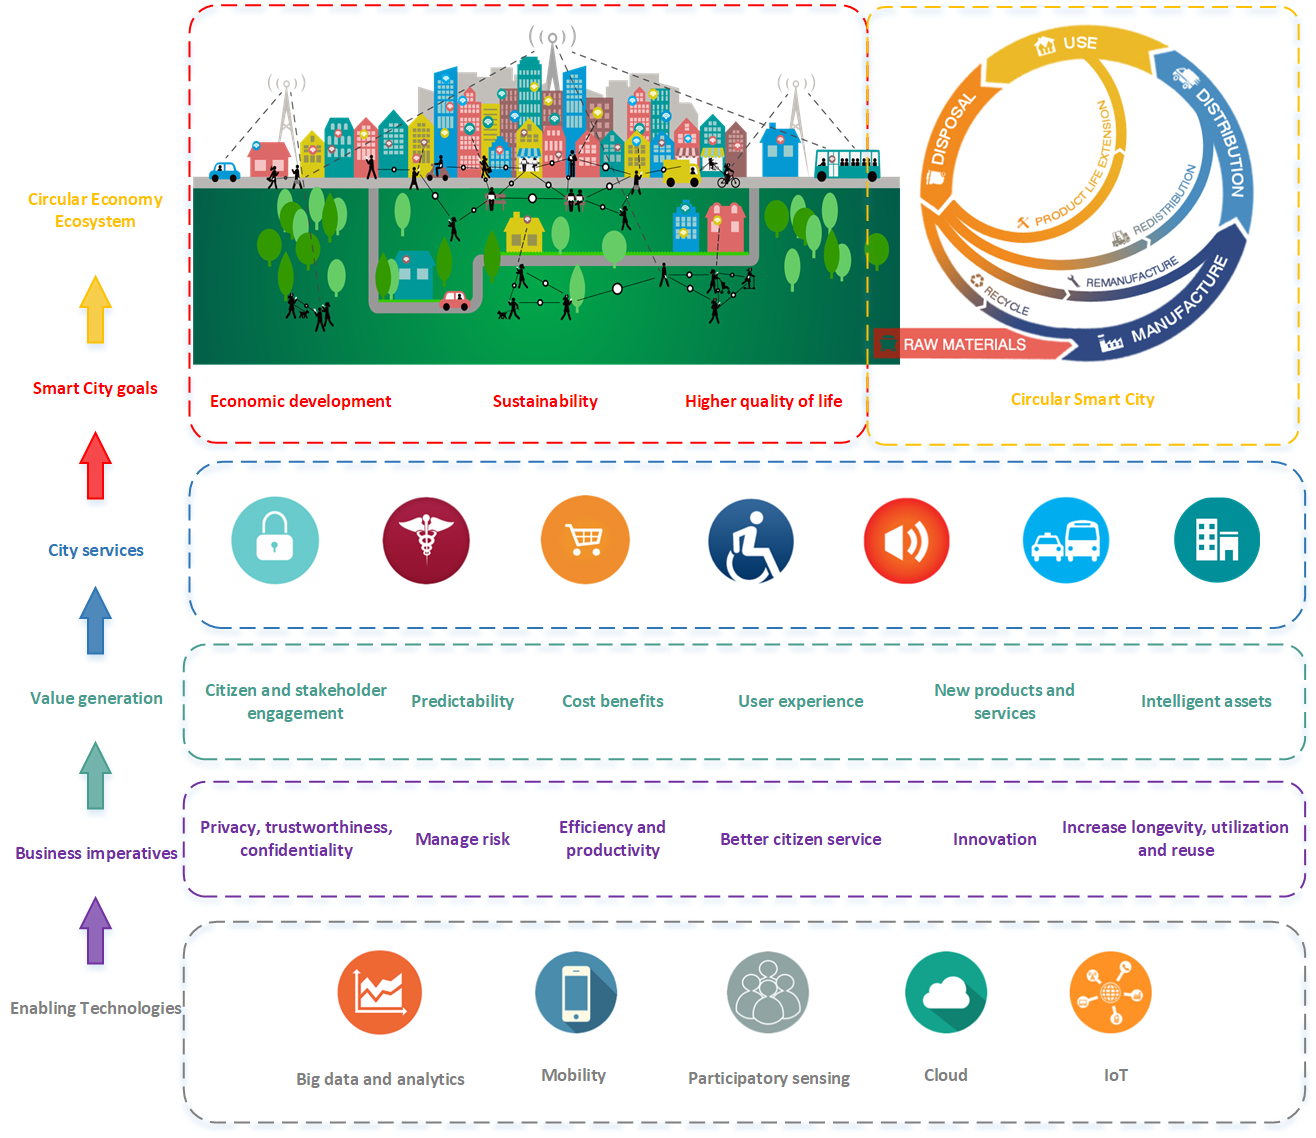 USE
DISTRIBUTION
DISPOSAL
PRODUCT LIFE EXTENSION
REDISTRIBUTION
REMANUFACTURE
RECYCLE
MANUFACTURE
RAW MATERIALS
Circular Economy
Ecosystem
Smart City goals
Economic development
Sustainability
Higher quality of life
Circular Smart City
City services
Value generation
Citizen and stakeholder
engagement
Predictability
Cost benefits
User experience
New products and
services
Intelligent assets
Business imperatives
Privacy, trustworthiness,
confidentiality
Manage risk
Efficiency and
productivity
Better citizen service
Innovation
Increase longevity, utilization
and reuse
Enabling Technologies
Big data and analytics
Mobility
Participatory sensing
Cloud
IoT